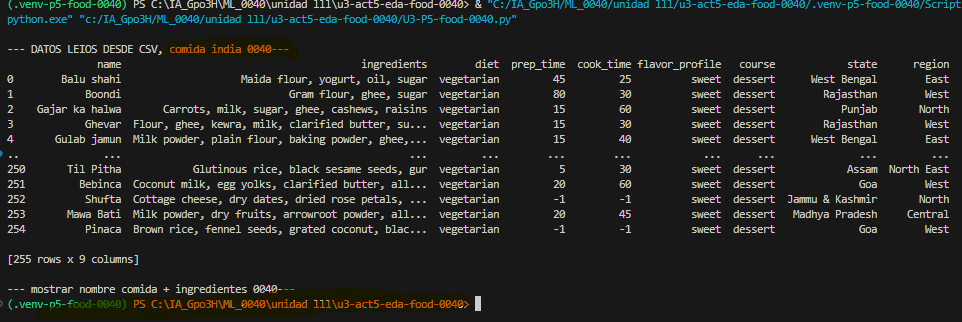 (.venv-p5-food-0040) PS C:\IA_Gpo3H\ML_0040\unidad lll\u3-act5-eda-food-0040> & "C:/IA_Gpo3H/ML_0040/unidad lll/u3-act5-eda-food-0040/.venv-p5-food-0040/Script
python.exe" "c:/IA_Gpo3H/ML_0040/unidad lll/u3-act5-eda-food-0040/U3-P5-food-0040.py"
--- DATOS LEIOS DESDE CSV, comida india 0040---
name ingredients diet prep_time cook_time flavor_profile course state region
0 Balu shahi Maida flour, yogurt, oil, sugar vegetarian 45 25 sweet dessert West Bengal East
1 Boondi Gram flour, ghee, sugar vegetarian 80 30 sweet dessert Rajasthan West
2 Gajar ka halwa Carrots, milk, sugar, ghee, cashews, raisins vegetarian 15 60 sweet dessert Punjab North
3 Ghevar Flour, ghee, kewra, milk, clarified butter, su... vegetarian 15 30 sweet dessert Rajasthan West
4 Gulab jamun Milk powder, plain flour, baking powder, ghee,... vegetarian 15 40 sweet dessert West Bengal East
.. ... ... ... ... ... ... ... ... ...
250 Til Pitha Glutinous rice, black sesame seeds, gur vegetarian 5 30 sweet dessert Assam North East
251 Bebinca Coconut milk, egg yolks, clarified butter, all... vegetarian 20 60 sweet dessert Goa West
252 Shufta Cottage cheese, dry dates, dried rose petals, ... vegetarian -1 -1 sweet dessert Jammu & Kashmir North
253 Mawa Bati Milk powder, dry fruits, arrowroot powder, all... vegetarian 20 45 sweet dessert Madhya Pradesh Central
254 Pinaca Brown rice, fennel seeds, grated coconut, blac... vegetarian -1 -1 sweet dessert Goa West
[255 rows x 9 columns]
--- mostrar nombre comida + ingredientes 0040---
(.venv-p5-food-0040) PS C:\IA_Gpo3H\ML_0040\unidad lll\u3-act5-eda-food-0040>